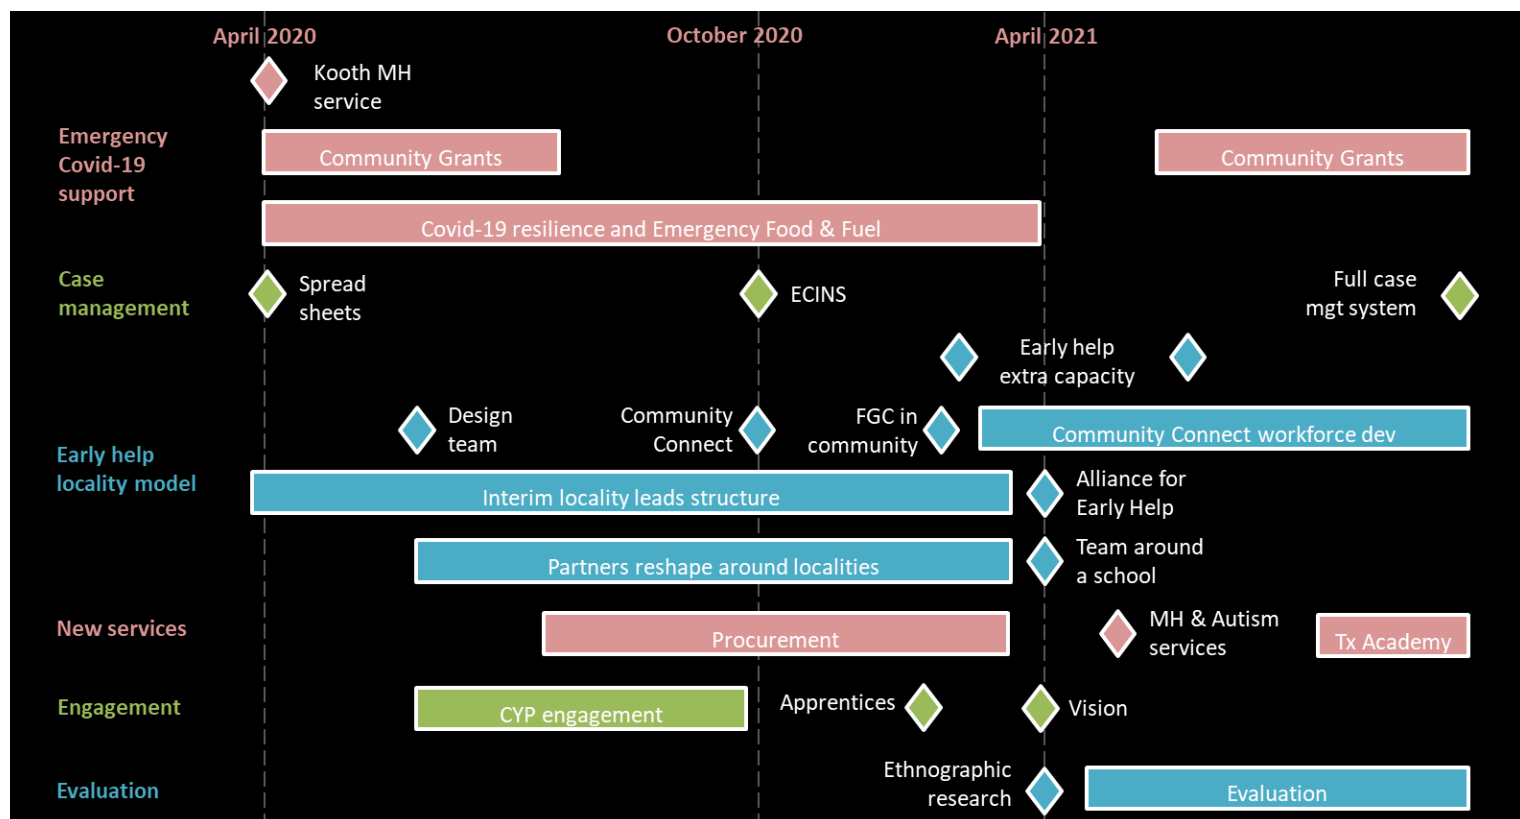 April 2020
October 2020
April 2021
Kooth MH
service
Emergency
Covid-19
support
Community Grants
Community Grants
Covid-19 resilience and Emergency Food & Fuel
Case
management
Spread
sheets
ECINS
Full case
mgt system
Early help
extra capacity
Early help
locality model
Design
team
Community
Connect
FGC in
community
Community Connect workforce dev
Interim locality leads structure
Alliance for
Early Help
Partners reshape around localities
Team around
a school
New services
Procurement
MH & Autism
services
Tx Academy
Engagement
CYP engagement
Apprentices
Vision
Evaluation
Ethnographic
research
Evaluation